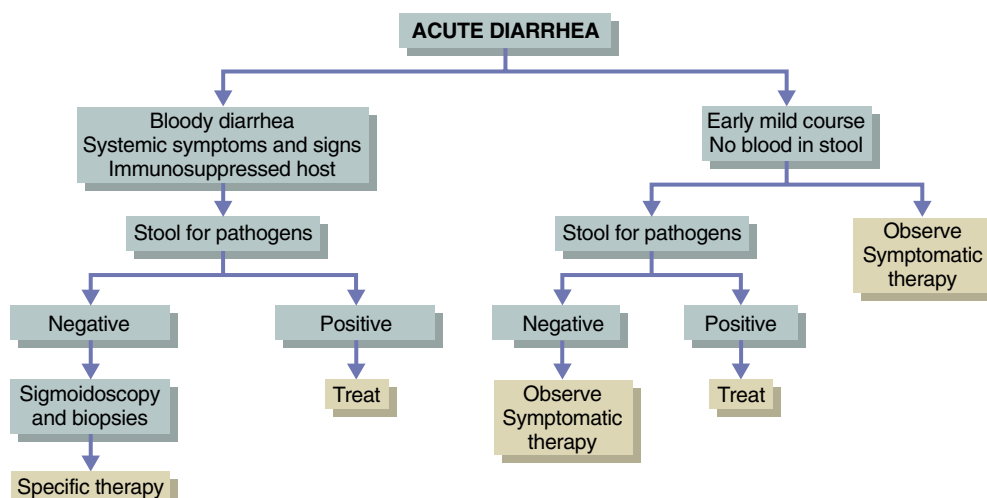 ACUTE DIARRHEA
Bloody diarrhea
Systemic symptoms and signs
Immunosuppressed host
Early mild course
No blood in stool
Stool for pathogens
Stool for pathogens
Observe
Symptomatic
therapy
Negative
Positive
Negative
Positive
Sigmoidoscopy
and biopsies
Treat
Observe
Symptomatic
therapy
Treat
Specific therapy